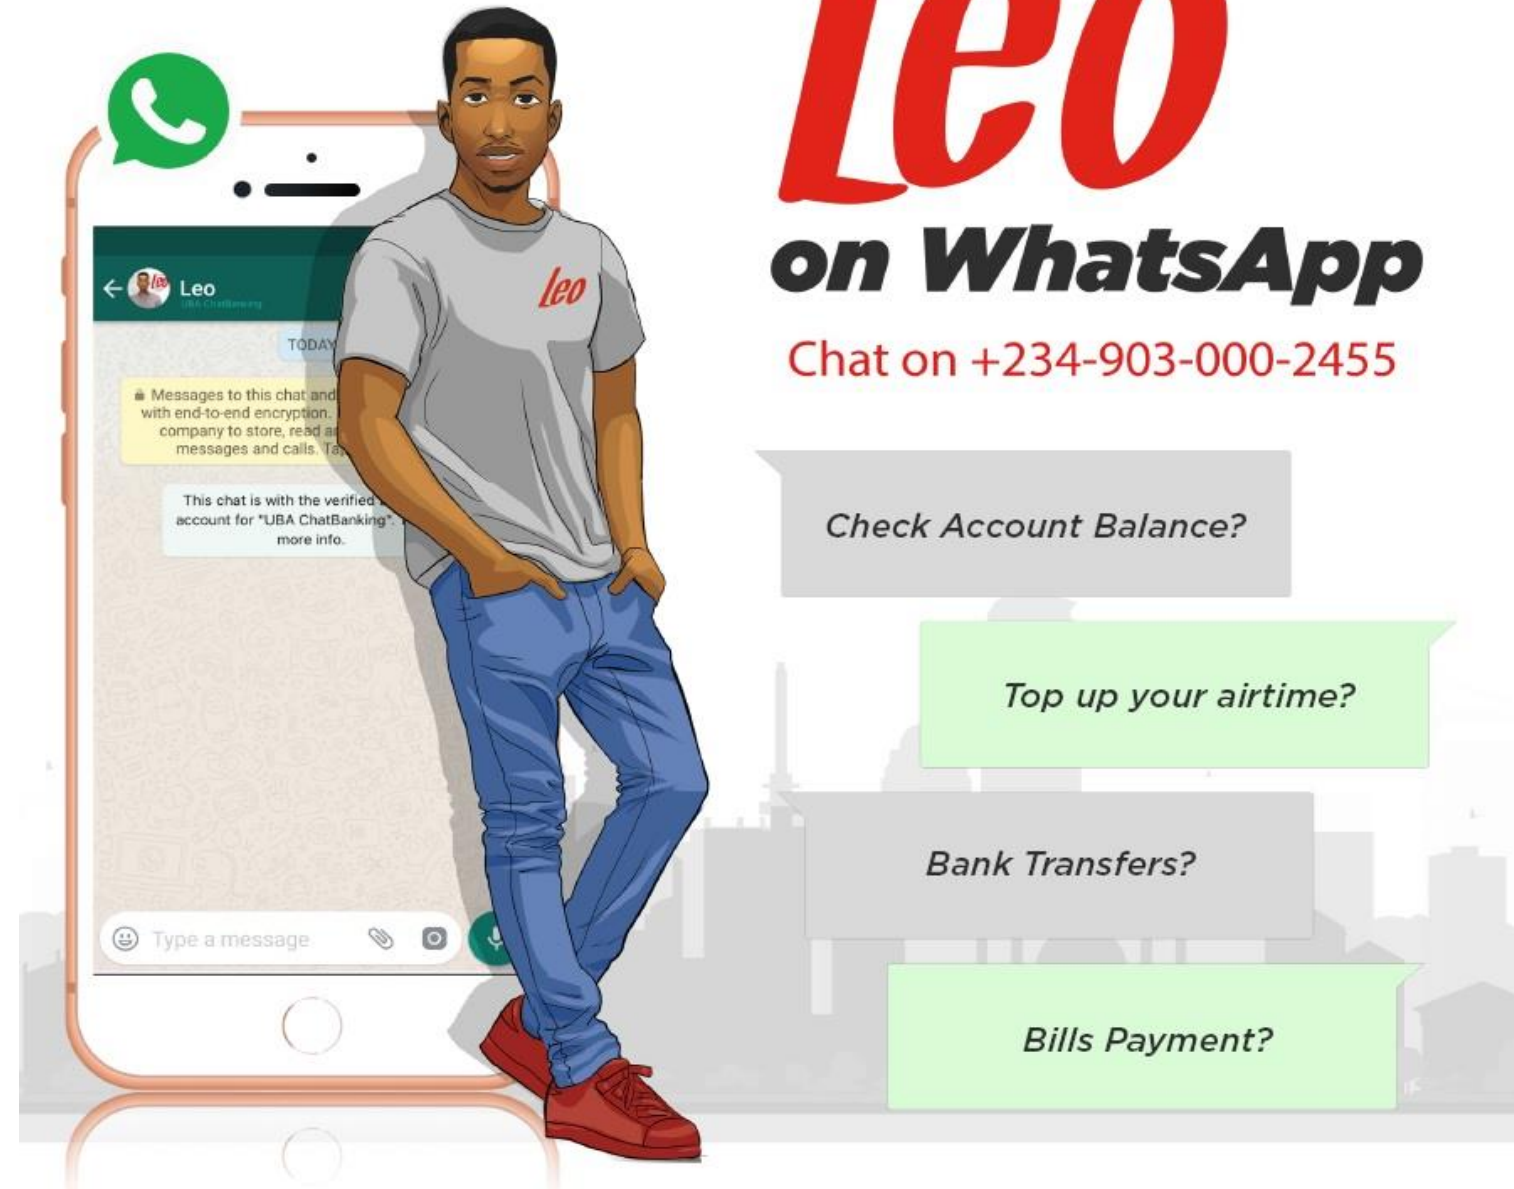 Leo
on WhatsApp
Chat on +234-903-000-2455
Leo
UBA ChatBanking
TODAY
Messages to this chat and
with end-to-end encryption.
company to store, read
messages and calls.
This chat is with the verified
account for "UBA ChatBanking".
more info.
Type a message
Leo
Check Account Balance?
Top up your airtime?
Bank Transfers?
Bills Payment?